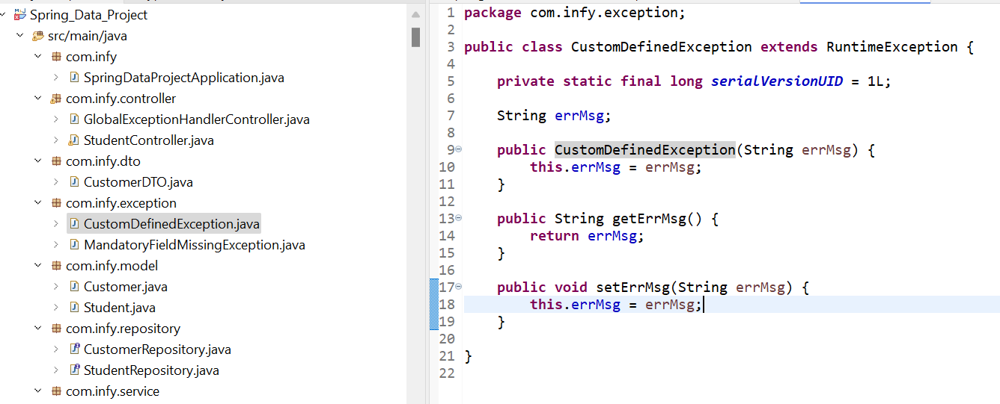 Spring_Data_Project
src/main/java
com.infy
SpringDataProjectApplication.java
com.infy.controller
GlobalExceptionHandlerController.java
StudentController.java
com.infy.dto
CustomerDTO.java
com.infy.exception
CustomDefinedException.java
MandatoryFieldMissingException.java
com.infy.model
Customer.java
Student.java
com.infy.repository
CustomerRepository.java
StudentRepository.java
com.infy.service
1 package com.infy.exception;
2
3 public class CustomDefinedException extends RuntimeException {
4
5 private static final long serialVersionUID = 1L;
6
7 String errMsg;
8
9 public CustomDefinedException(String errMsg) {
10 this.errMsg = errMsg;
11 }
12
13 public String getErrMsg() {
14 return errMsg;
15 }
16
17 public void setErrMsg(String errMsg) {
18 this.errMsg = errMsg;
19 }
20
21 }
22